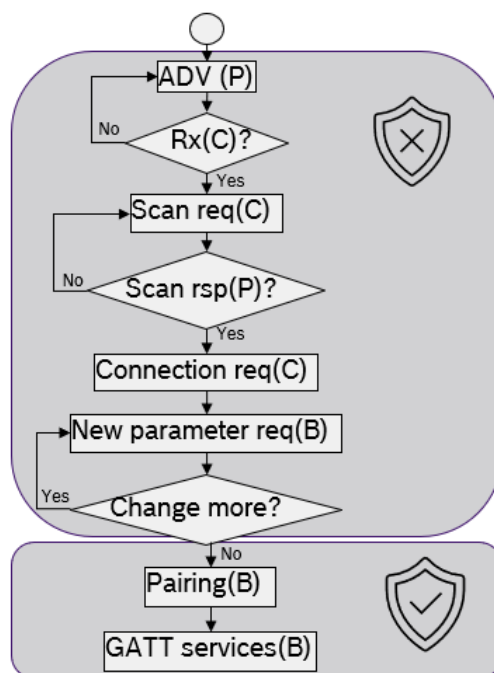 ADV (P)
No
Rx(C)?
Yes
Scan req(C)
No
Scan rsp(P)?
Yes
Connection req(C)
New parameter req(B)
Yes
Change more?
No
Pairing(B)
GATT services(B)